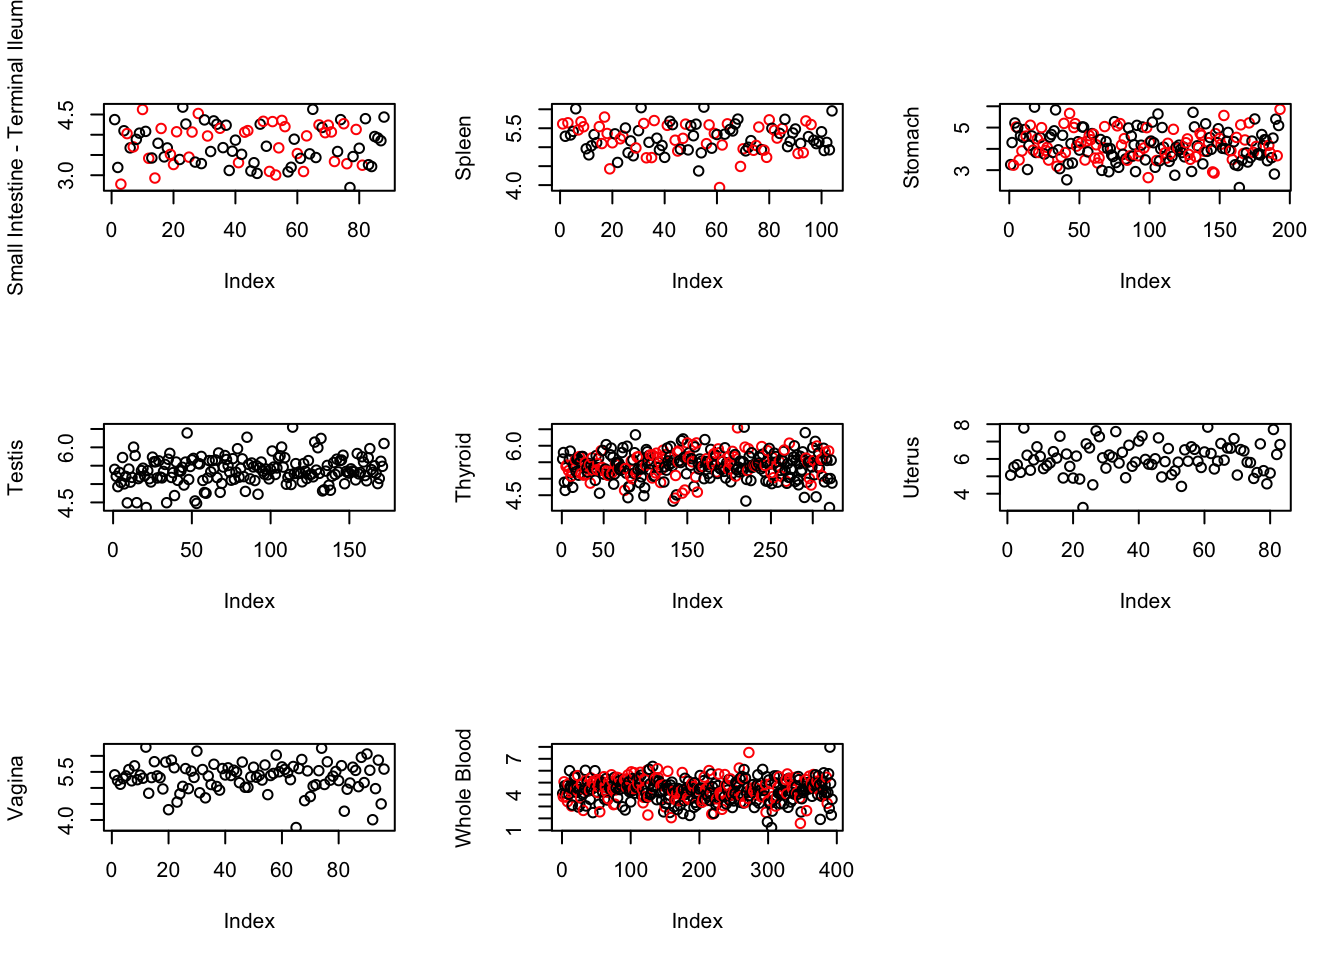 Small Intestine - Terminal Ileum
3.0 4.5
0 20 40 60 80
Index
Spleen
4.0 5.5
0 20 40 60 80 100
Index
Stomach
3 5
0 50 100 150 200
Index
Testis
4.5 6.0
0 50 100 150
Index
Thyroid
4.5 6.0
0 50 150 250
Index
Uterus
4 6 8
0 20 40 60 80
Index
Vagina
4.0 5.5
0 20 40 60 80
Index
Whole Blood
1 4 7
0 100 200 300 400
Index